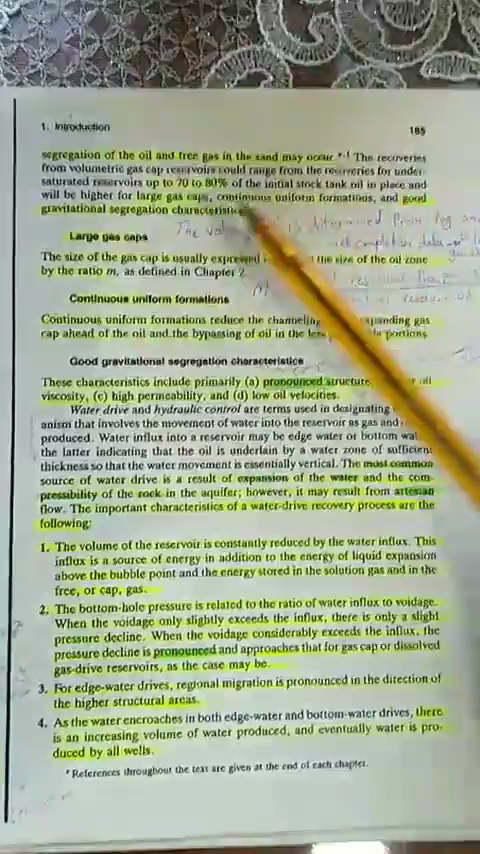 1. Introduction 185
segregation of the oil and free gas in the sand may occur. The recoveries
from volumetric gas cap reservoirs could range from the recoveries for under-
saturated reservoirs up to 70 to 80% of the initial stock tank oil in place and
will be higher for large gas caps, continuous uniform formations, and good
gravitational segregation characteristics
The determined from log and
Large gas caps
completion data
The size of the gas cap is usually expressed the size of the oil zone
by the ratio m, as defined in Chapter 2
Continuous uniform formations
Continuous uniform formations reduce the channeling expanding gas
cap ahead of the oil and the bypassing of oil in the portions
Good gravitational segregation characteristics
These characteristics include primarily (a) pronounced structure, oil
viscosity, (c) high permeability, and (d) low oil velocities.
Water drive and hydraulic control are terms used in designating
anism that involves the movement of water into the reservoir as gas and
produced. Water influx into a reservoir may be edge water or bottom
the latter indicating that the oil is underlain by a water zone of sufficient
thickness so that the water movement is essentially vertical. The most common
source of water drive is a result of expansion of the water and the com-
pressibility of the rock in the aquifer; however, it may result from artesian
flow. The important characteristics of a water-drive recovery process are the
following:
1. The volume of the reservoir is constantly reduced by the water influx. This
influx is a source of energy in addition to the energy of liquid expansion
above the bubble point and the energy stored in the solution gas and in the
free, or cap, gas.
2. The bottom-hole pressure is related to the ratio of water influx to voidage.
When the voidage only slightly exceeds the influx, there is only a slight
pressure decline. When the voidage considerably exceeds the influx, the
pressure decline is pronounced and approaches that for gas cap or dissolved
gas-drive reservoirs, as the case may be.
3. For edge-water drives, regional migration is pronounced in the direction of
the higher structural areas.
4. As the water encroaches in both edge-water and bottom-water drives, there
is an increasing volume of water produced, and eventually water is pro-
duced by all wells.
* References throughout the text are given at the end of each chapter.